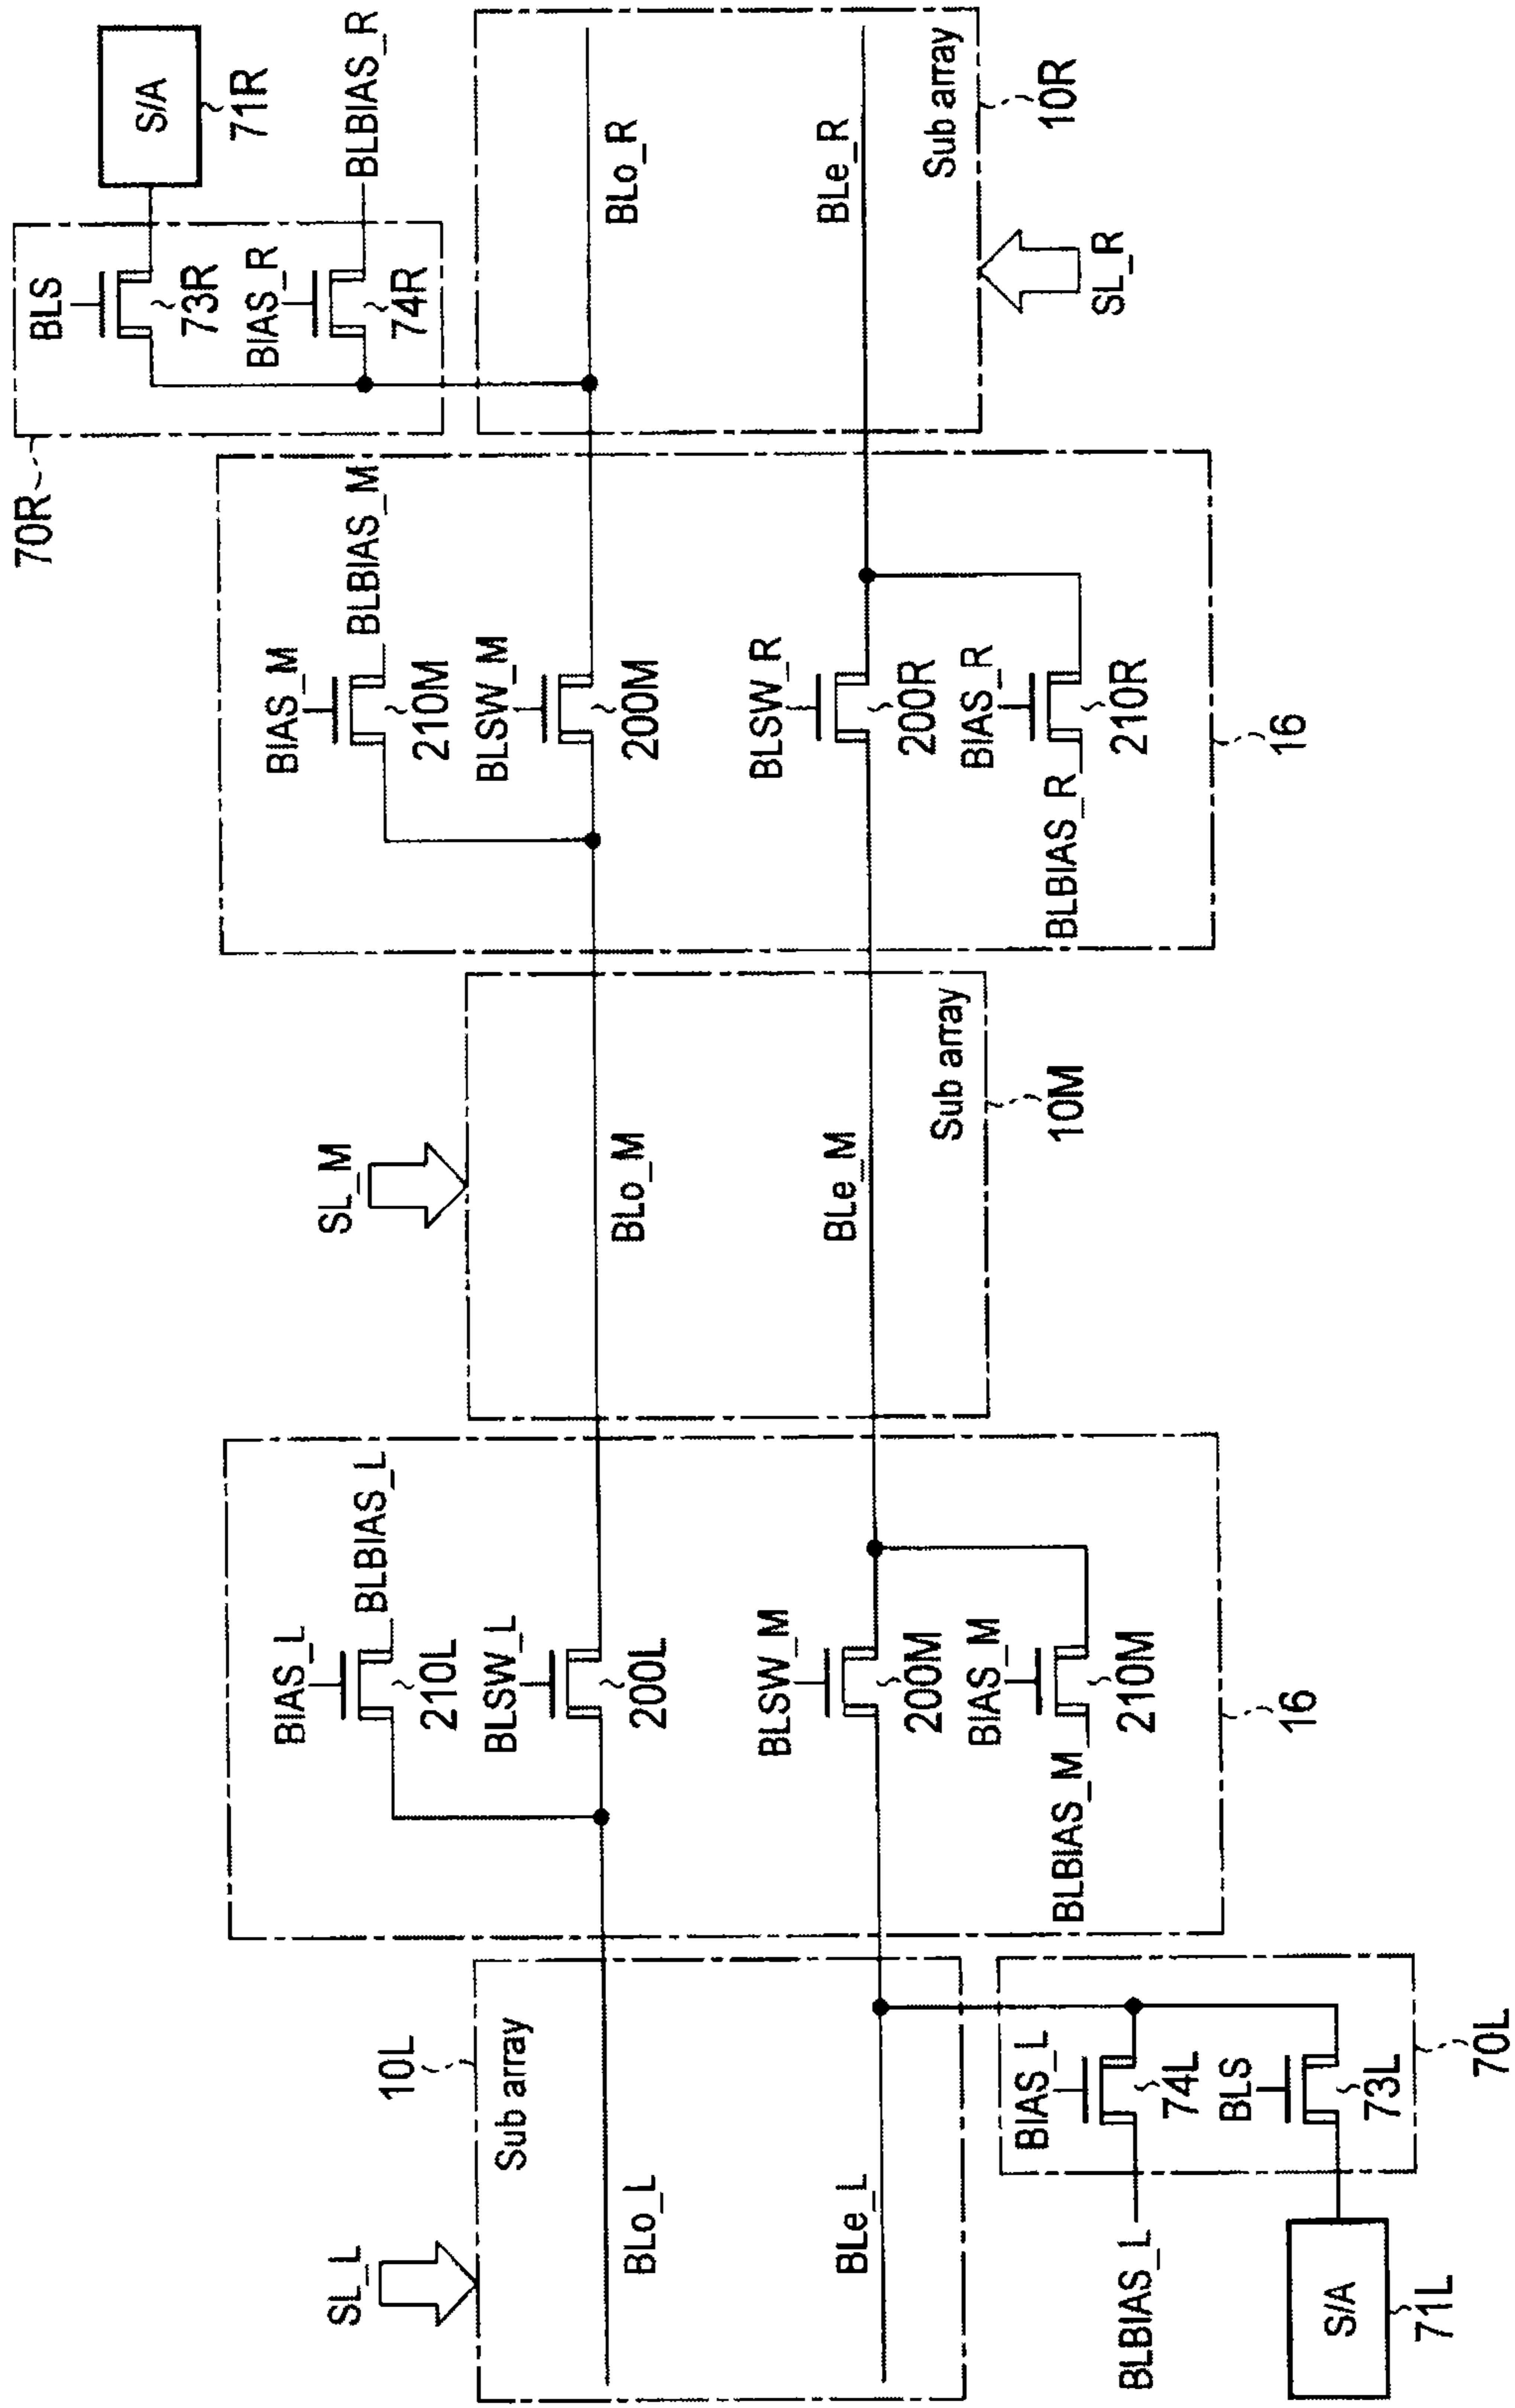 SL_L
10L
Sub array
BLo_L
BLe_L
BLBIAS_L
BIAS_L
74L
BLS
73L
S/A
71L
70L
BIAS_L
BLBIAS_L
210L
BLSW_L
200L
BLSW_M
200M
BIAS_M
210M
BLBIAS_M
16
SL_M
BLo_M
BLe_M
Sub array
10M
BIAS_M
BLBIAS_M
210M
BLSW_M
200M
BLSW_R
200R
BIAS_R
210R
BLBIAS_R
16
70R
BLS
73R
S/A
71R
BIAS_R
74R
BLBIAS_R
BLo_R
BLe_R
Sub array
10R
SL_R